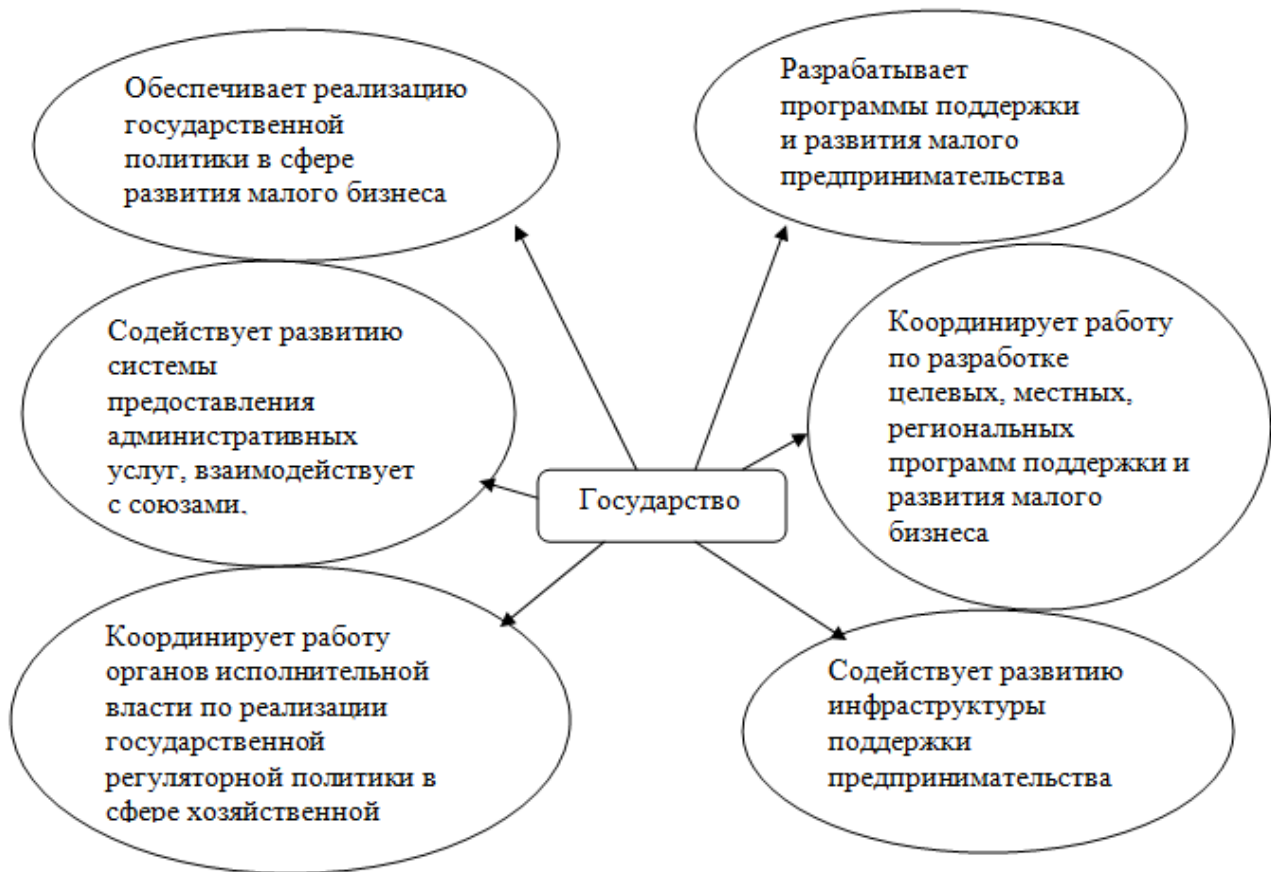 Обеспечивает реализацию
государственной
политики в сфере
развития малого бизнеса
Разрабатывает
программы поддержки
и развития малого
предпринимательства
Содействует развитию
системы
предоставления
административных
услуг, взаимодействует
с союзами,
Координирует работу
по разработке
целевых, местных,
региональных
программ поддержки и
развития малого
бизнеса
Государство
Координирует работу
органов исполнительной
власти по реализации
государственной
регуляторной политики в
сфере хозяйственной
Содействует развитию
инфраструктуры
поддержки
предпринимательства